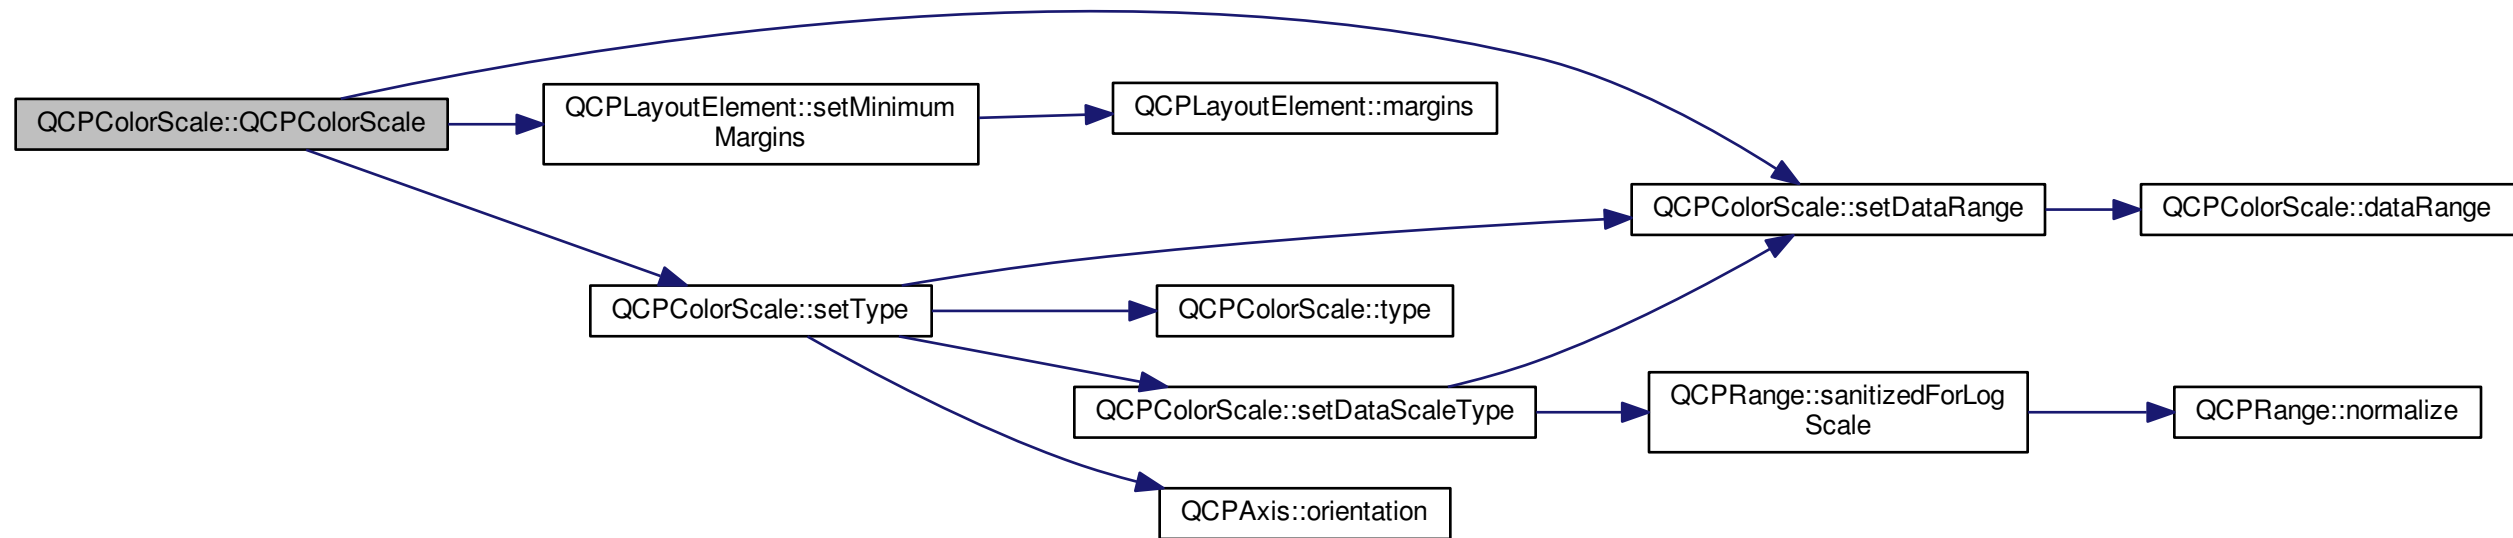 QCPColorScale::QCPColorScale
QCPLayoutElement::setMinimum
Margins
QCPLayoutElement::margins
QCPColorScale::setDataRange
QCPColorScale::dataRange
QCPColorScale::setType
QCPColorScale::type
QCPColorScale::setDataScaleType
QCPRange::sanitizedForLog
Scale
QCPRange::normalize
QCPAxis::orientation